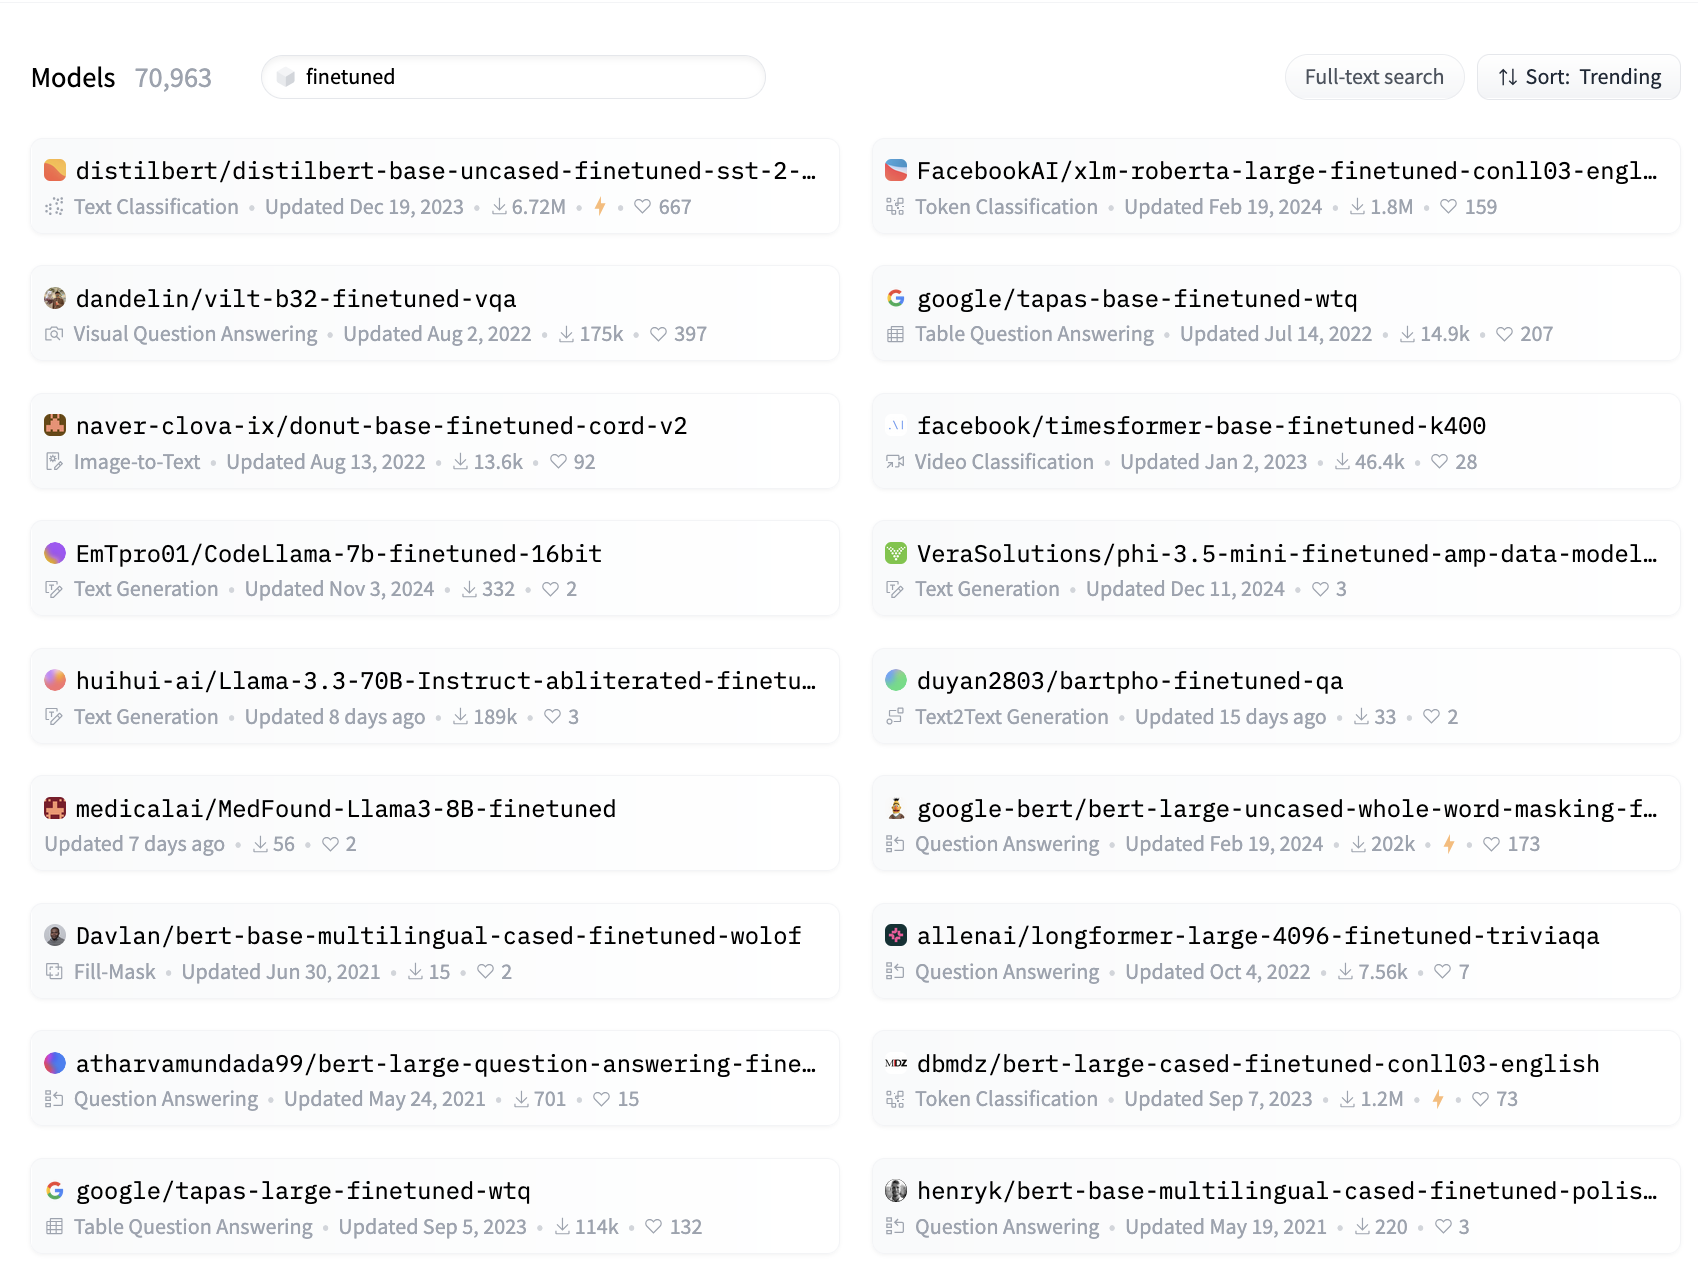 Models 70,963 finetuned Full-text search Sort: Trending
distilbert/distilbert-base-uncased-finetuned-sst-2-…
Text Classification • Updated Dec 19, 2023 • 6.72M • • 667
FacebookAI/xlm-roberta-large-finetuned-conll03-engl…
Token Classification • Updated Feb 19, 2024 • 1.8M • 159
dandelin/vilt-b32-finetuned-vqa
Visual Question Answering • Updated Aug 2, 2022 • 175k • 397
google/tapas-base-finetuned-wtq
Table Question Answering • Updated Jul 14, 2022 • 14.9k • 207
naver-clova-ix/donut-base-finetuned-cord-v2
Image-to-Text • Updated Aug 13, 2022 • 13.6k • 92
facebook/timesformer-base-finetuned-k400
Video Classification • Updated Jan 2, 2023 • 46.4k • 28
EmTpro01/CodeLlama-7b-finetuned-16bit
Text Generation • Updated Nov 3, 2024 • 332 • 2
VeraSolutions/phi-3.5-mini-finetuned-amp-data-model…
Text Generation • Updated Dec 11, 2024 • 3
huihui-ai/Llama-3.3-70B-Instruct-abliterated-finetu…
Text Generation • Updated 8 days ago • 189k • 3
duyan2803/bartpho-finetuned-qa
Text2Text Generation • Updated 15 days ago • 33 • 2
medicalai/MedFound-Llama3-8B-finetuned
Updated 7 days ago • 56 • 2
google-bert/bert-large-uncased-whole-word-masking-f…
Question Answering • Updated Feb 19, 2024 • 202k • • 173
Davlan/bert-base-multilingual-cased-finetuned-wolof
Fill-Mask • Updated Jun 30, 2021 • 15 • 2
allenai/longformer-large-4096-finetuned-triviaqa
Question Answering • Updated Oct 4, 2022 • 7.56k • 7
atharvamundada99/bert-large-question-answering-fine…
Question Answering • Updated May 24, 2021 • 701 • 15
MDZ dbmdz/bert-large-cased-finetuned-conll03-english
Token Classification • Updated Sep 7, 2023 • 1.2M • • 73
google/tapas-large-finetuned-wtq
Table Question Answering • Updated Sep 5, 2023 • 114k • 132
henryk/bert-base-multilingual-cased-finetuned-polis…
Question Answering • Updated May 19, 2021 • 220 • 3